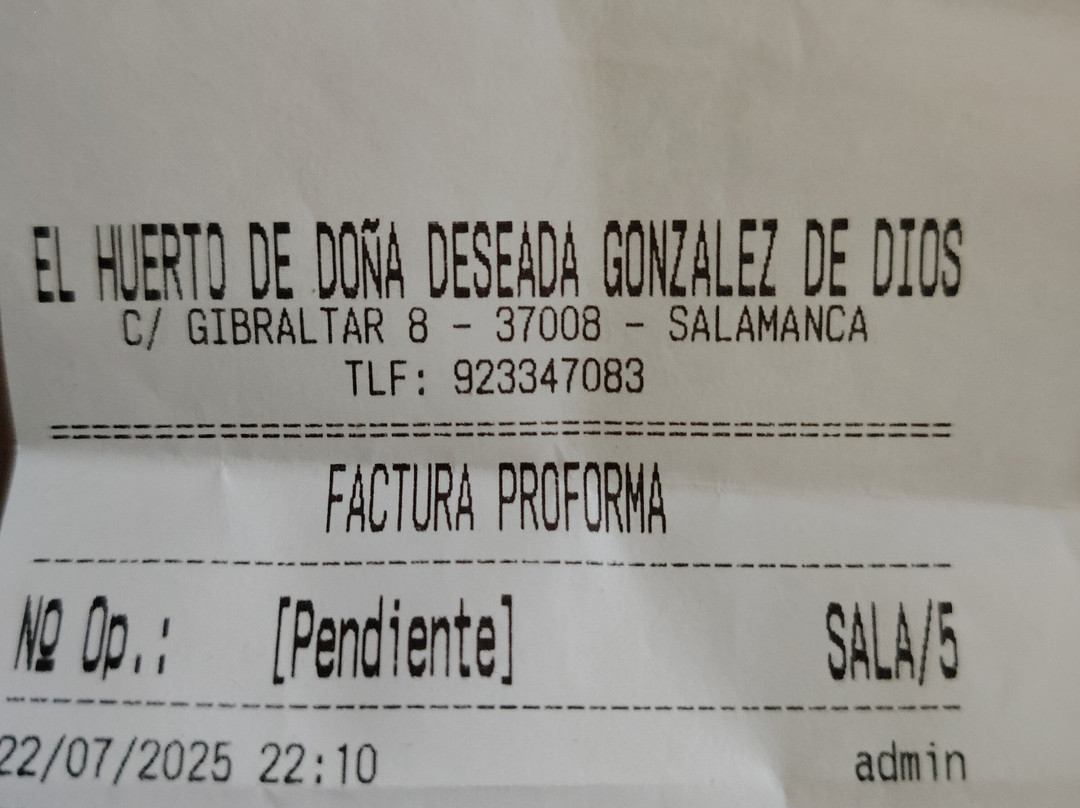 EL HUERTO DE DOÑA DESEADA GONZALEZ DE DIOS
C/ GIBRALTAR 8 - 37008 - SALAMANCA
TLF: 923347083
==========================================
FACTURA PROFORMA
------------------------------------------
Nº Op.: [Pendiente] SALA/5
------------------------------------------
22/07/2025 22:10 admin